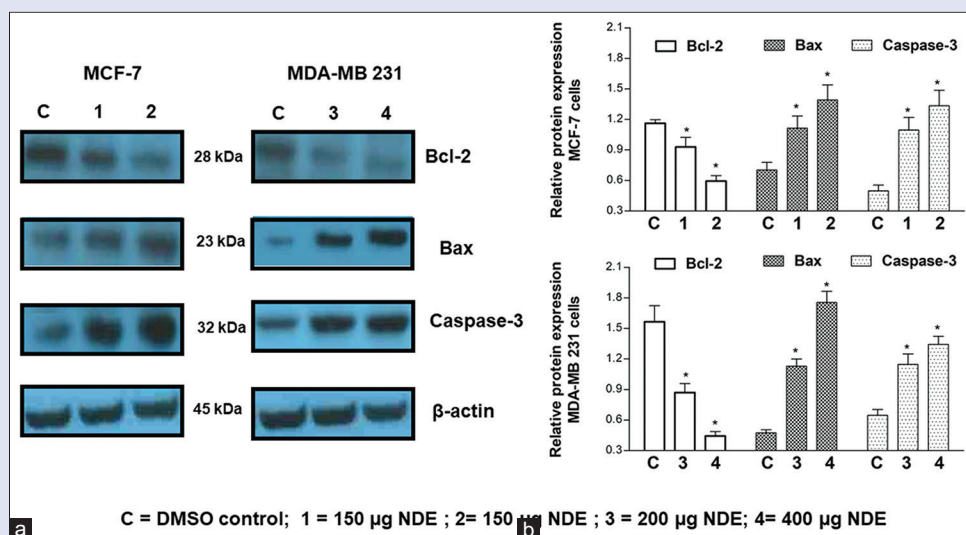 MCF-7
C 1 2
MDA-MB 231
C 3 4
28 kDa
Bcl-2
23 kDa
Bax
32 kDa
Caspase-3
45 kDa
β-actin
a
Relative protein expression
MCF-7 cells
2.1
1.8
1.5
1.2
0.9
0.6
0.3
Bcl-2 Bax Caspase-3
* * * * * *
C 1 2 C 1 2 C 1 2
Relative protein expression
MDA-MB 231 cells
2.1
1.8
1.5
1.2
0.9
0.6
0.3
Bcl-2 Bax Caspase-3
* * * * * *
C 3 4 C 3 4 C 3 4
b
C = DMSO control; 1 = 150 µg NDE ; 2= 150 µg NDE ; 3 = 200 µg NDE; 4= 400 µg NDE